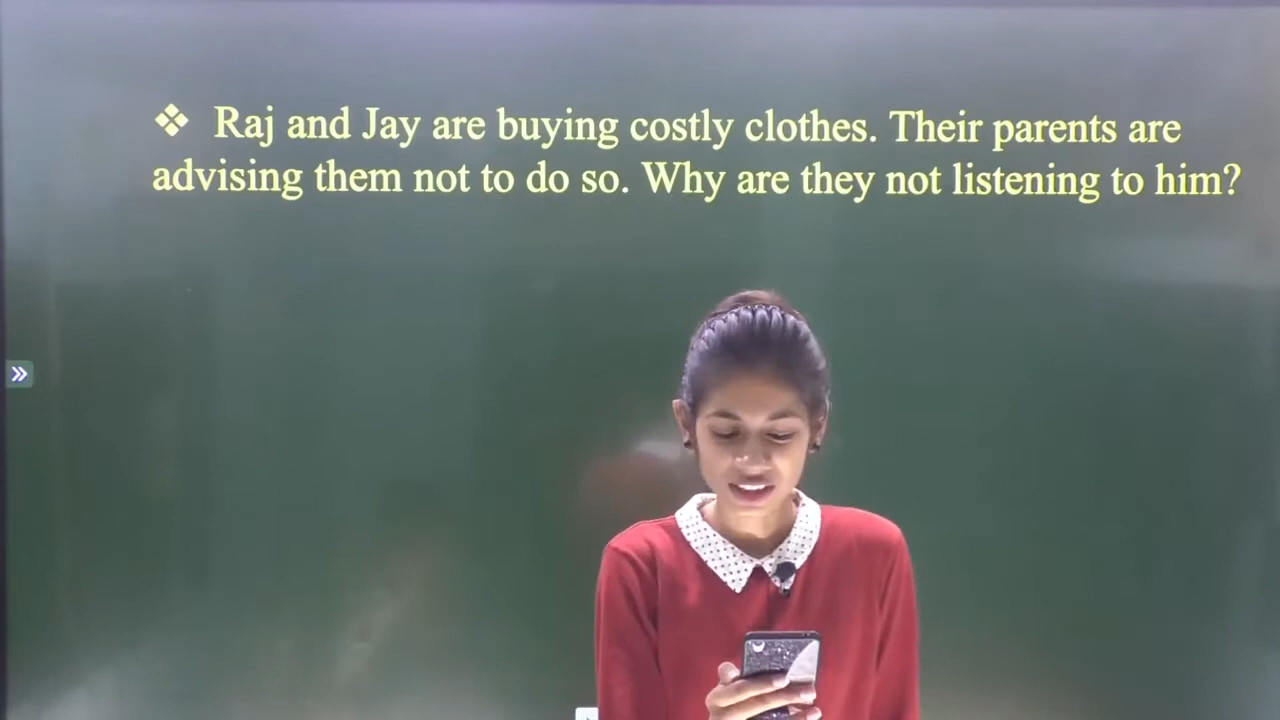 ❖ Raj and Jay are buying costly clothes. Their parents are
advising them not to do so. Why are they not listening to him?